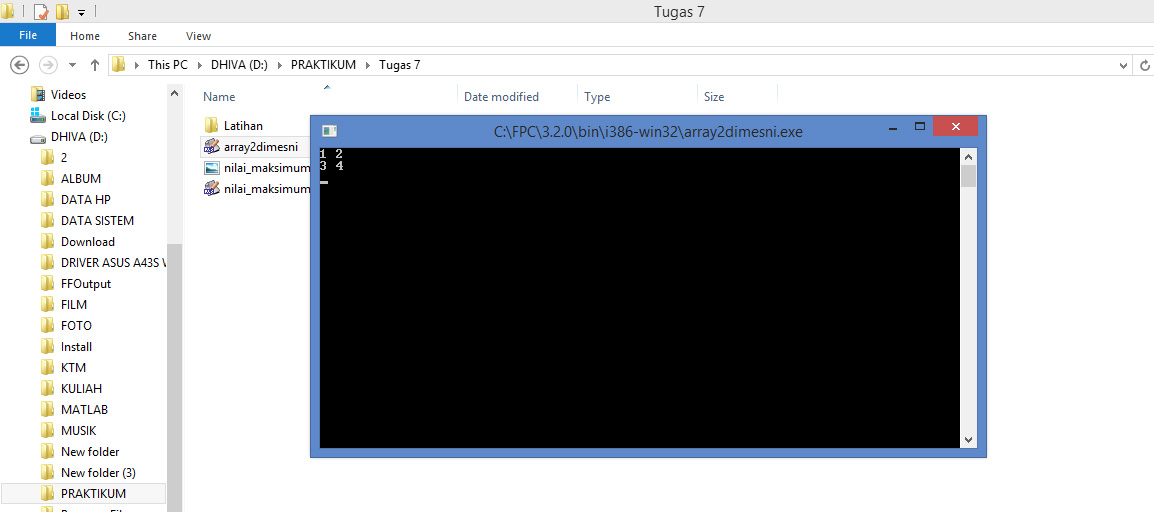 Tugas 7
File Home Share View
This PC DHIVA (D:) PRAKTIKUM Tugas 7
Videos
Local Disk (C:)
DHIVA (D:)
2
ALBUM
DATA HP
DATA SISTEM
Download
DRIVER ASUS A43S
FFOutput
FILM
FOTO
Install
KTM
KULIAH
MATLAB
MUSIK
New folder
New folder (3)
PRAKTIKUM
Name Date modified Type Size
Latihan
array2dimesni
nilai_maksimum
nilai_maksimum
C:\FPC\3.2.0\bin\i386-win32\array2dimesni.exe
1 2
3 4